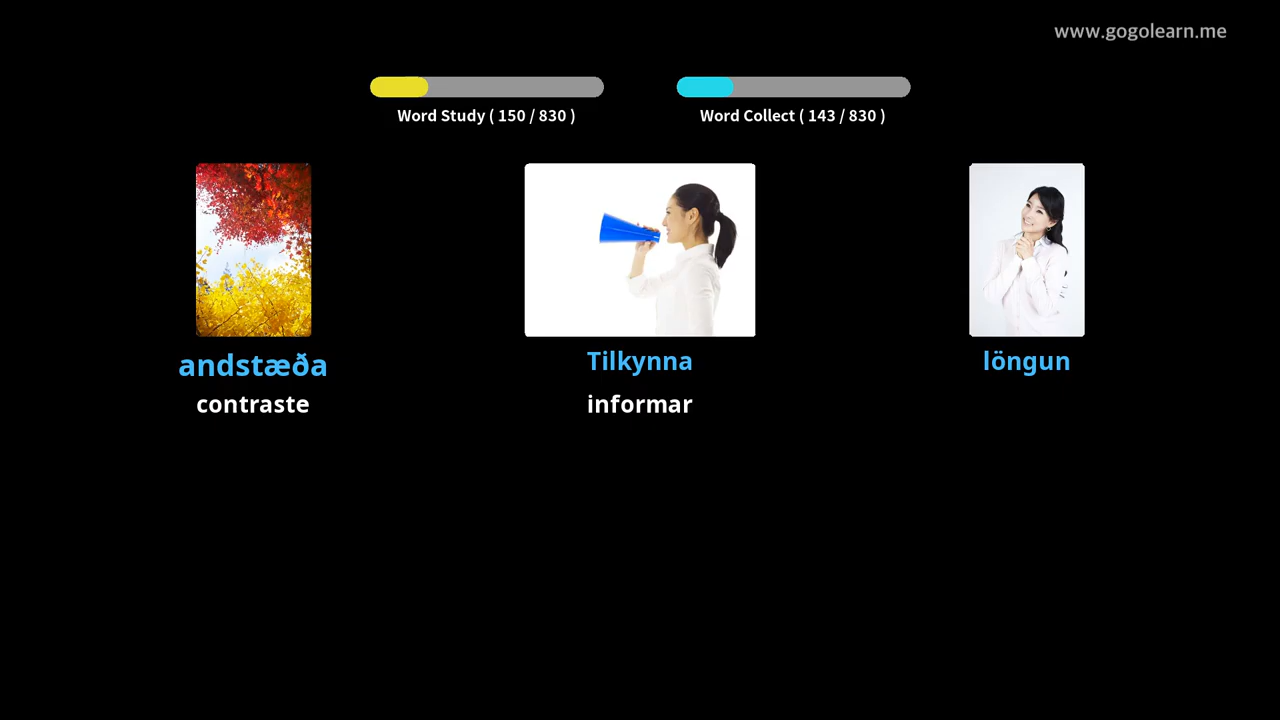 www.gogolearn.me
Word Study ( 150 / 830 )
Word Collect ( 143 / 830 )
andstæða
contraste
Tilkynna
informar
löngun